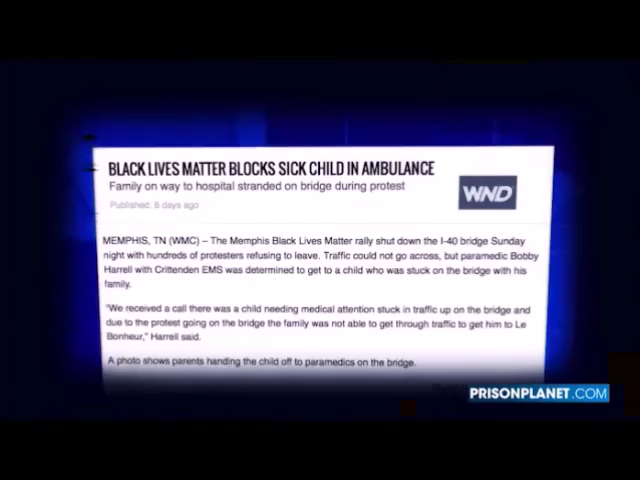 BLACK LIVES MATTER BLOCKS SICK CHILD IN AMBULANCE
Family on way to hospital stranded on bridge during protest
Published: 6 days ago
WND
MEMPHIS, TN (WMC) – The Memphis Black Lives Matter rally shut down the I-40 bridge Sunday
night with hundreds of protesters refusing to leave. Traffic could not go across, but paramedic Bobby
Harrell with Crittenden EMS was determined to get to a child who was stuck on the bridge with his
family.
“We received a call there was a child needing medical attention stuck in traffic up on the bridge and
due to the protest going on the bridge the family was not able to get through traffic to get him to Le
Bonheur,” Harrell said.
A photo shows parents handing the child off to paramedics on the bridge.
PRISONPLANET.COM